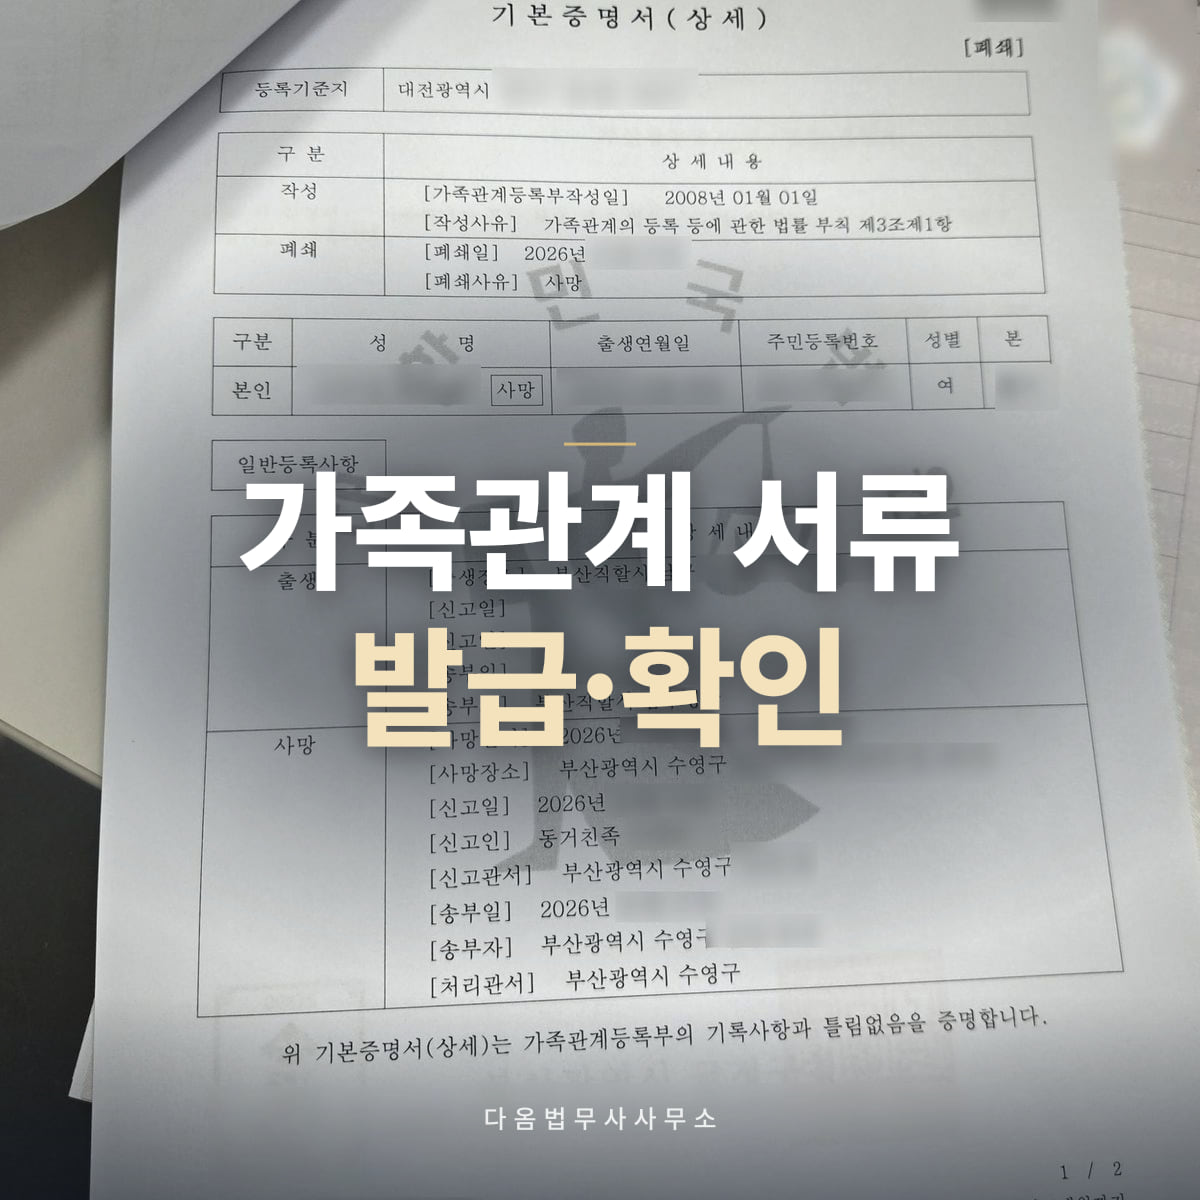 기본증명서(상세)
[폐쇄]
등록기준지 대전광역시
구분 상세내용
작성 [가족관계등록부작성일] 2008년 01월 01일
[작성사유] 가족관계의 등록 등에 관한 법률 부칙 제3조제1항
폐쇄 [폐쇄일] 2026년
[폐쇄사유] 사망
구분 성 명 출생연월일 주민등록번호 성별 본
본인 사망 여
일반등록사항
가족관계 서류
출생 부산직할시
[신고일]
발급·확인
사망 2026년
[사망장소] 부산광역시 수영구
[신고일] 2026년
[신고인] 동거친족
[신고관서] 부산광역시 수영구
[송부일] 2026년
[송부자] 부산광역시 수영구
[처리관서] 부산광역시 수영구
위 기본증명서(상세)는 가족관계등록부의 기록사항과 틀림없음을 증명합니다.
다옴법무사사무소
1 / 2